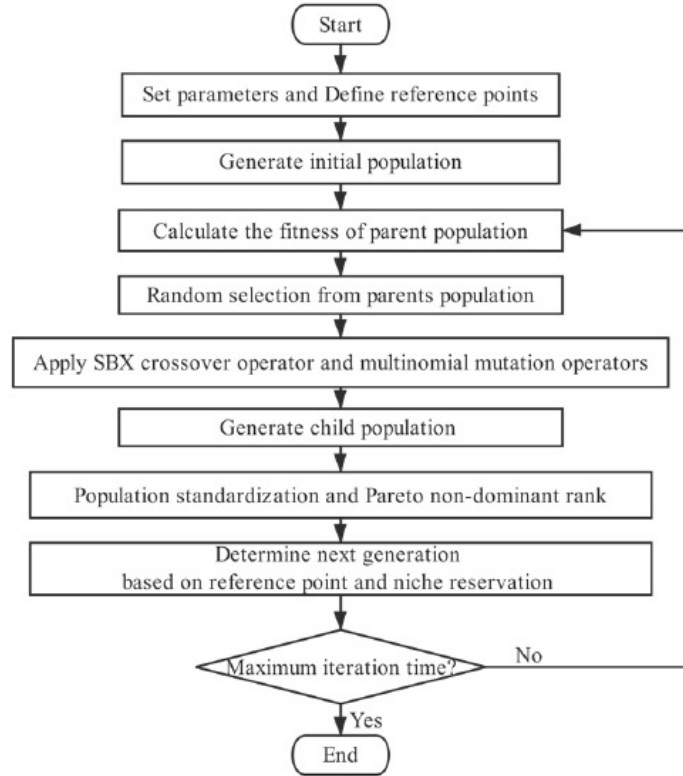 Start
Set parameters and Define reference points
Generate initial population
Calculate the fitness of parent population
Random selection from parents population
Apply SBX crossover operator and multinomial mutation operators
Generate child population
Population standardization and Pareto non-dominant rank
Determine next generation
based on reference point and niche reservation
Maximum iteration time?
No
Yes
End